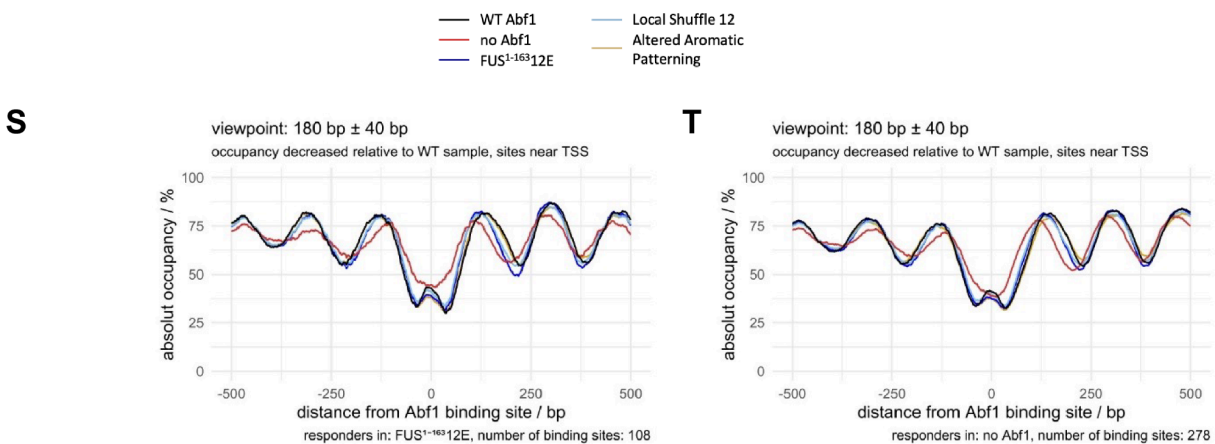 WT Abf1
no Abf1
FUS¹⁻¹⁶³12E
Local Shuffle 12
Altered Aromatic
Patterning
S
viewpoint: 180 bp ± 40 bp
occupancy decreased relative to WT sample, sites near TSS
absolut occupancy / %
100
75
50
25
0
-500
-250
0
250
500
distance from Abf1 binding site / bp
responders in: FUS¹⁻¹⁶³12E, number of binding sites: 108
T
viewpoint: 180 bp ± 40 bp
occupancy decreased relative to WT sample, sites near TSS
absolut occupancy / %
100
75
50
25
0
-500
-250
0
250
500
distance from Abf1 binding site / bp
responders in: no Abf1, number of binding sites: 278